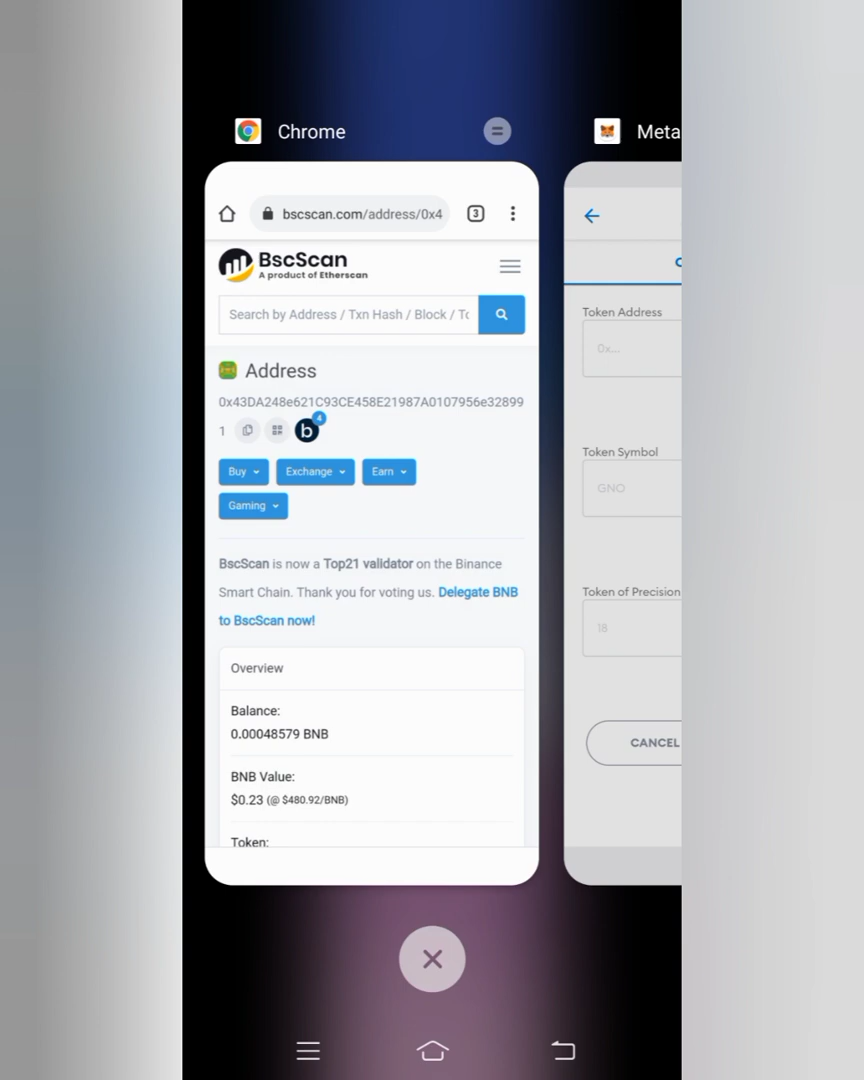 Chrome
Meta
3
bscscan.com/address/0x4
BscScan
A product of Etherscan
Search by Address / Txn Hash / Block / To
Address
0x43DA248e621C93CE458E21987A0107956e32899
1
b
4
Buy
Exchange
Earn
Gaming
BscScan is now a Top21 validator on the Binance
Smart Chain. Thank you for voting us. Delegate BNB
to BscScan now!
Overview
Balance:
0.00048579 BNB
BNB Value:
$0.23 (@ $480.92/BNB)
Token:
Token Address
0x...
Token Symbol
GNO
Token of Precision
18
CANCEL